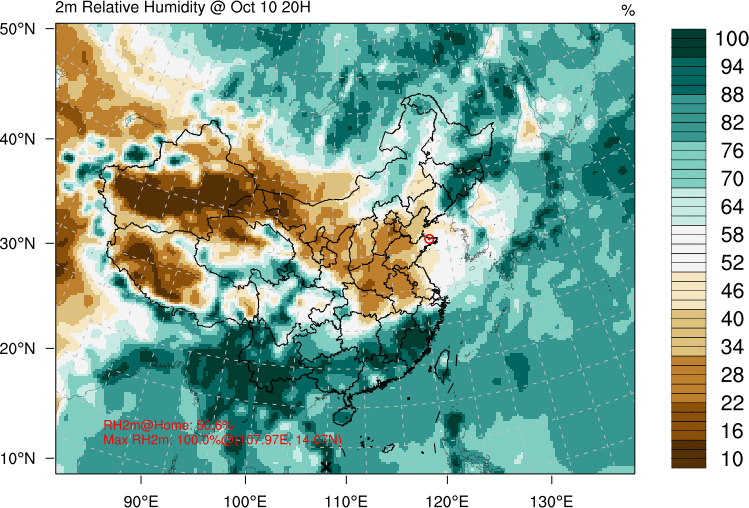 2m Relative Humidity @ Oct 10 20H
%
50°N
40°N
30°N
20°N
10°N
90°E
100°E
110°E
120°E
130°E
100
94
88
82
76
70
64
58
52
46
40
34
28
22
16
10
RH2m@Home: 50.6%
Max RH2m: 100.0%@(107.97E, 14.67N)